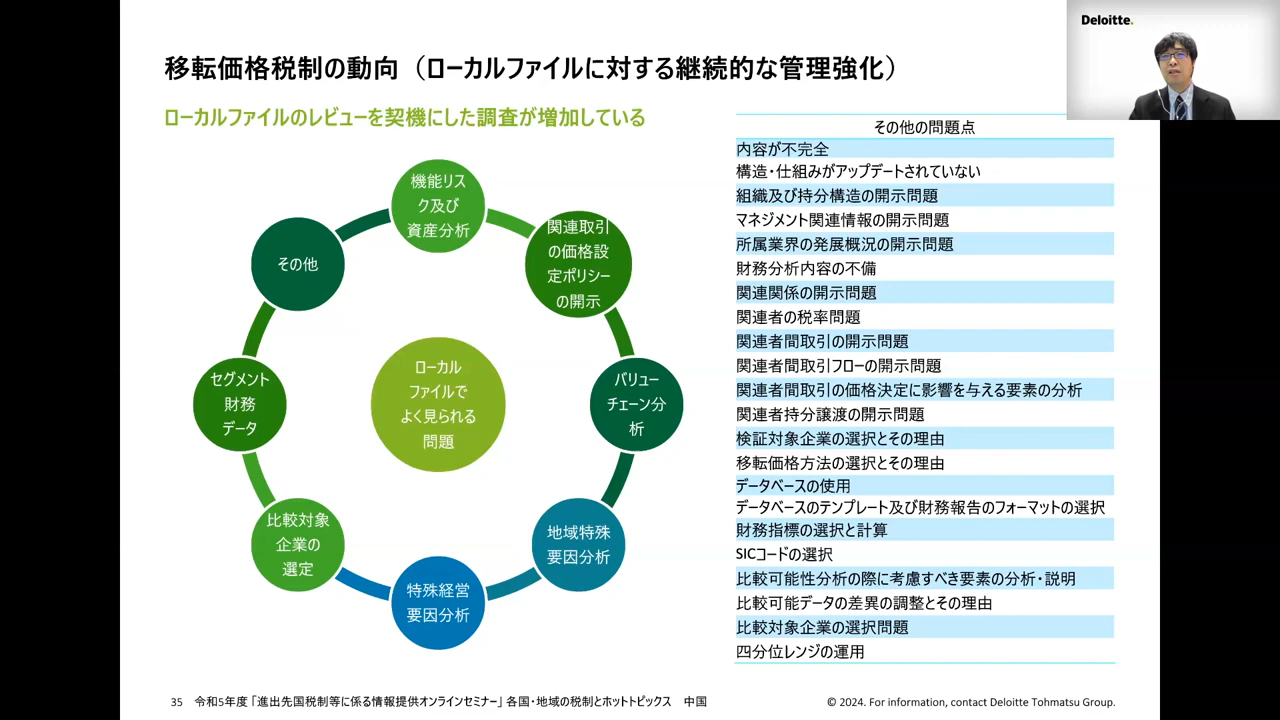 Deloitte.
移転価格税制の動向（ローカルファイルに対する継続的な管理強化）
ローカルファイルのレビューを契機にした調査が増加している
機能リス
ク及び
資産分析
関連取引
の価格設
定ポリシー
の開示
バリュー
チェーン分
析
地域特殊
要因分析
特殊経営
要因分析
比較対象
企業の
選定
セグメント
財務
データ
その他
ローカル
ファイルで
よく見られる
問題
その他の問題点
内容が不完全
構造・仕組みがアップデートされていない
組織及び持分構造の開示問題
マネジメント関連情報の開示問題
所属業界の発展概況の開示問題
財務分析内容の不備
関連関係の開示問題
関連者の税率問題
関連者間取引の開示問題
関連者間取引フローの開示問題
関連者間取引の価格決定に影響を与える要素の分析
関連者持分譲渡の開示問題
検証対象企業の選択とその理由
移転価格方法の選択とその理由
データベースの使用
データベースのテンプレート及び財務報告のフォーマットの選択
財務指標の選択と計算
SICコードの選択
比較可能性分析の際に考慮すべき要素の分析・説明
比較可能データの差異の調整とその理由
比較対象企業の選択問題
四分位レンジの運用
35 令和5年度「進出先国税制等に係る情報提供オンラインセミナー」各国・地域の税制とホットトピックス 中国
© 2024. For information, contact Deloitte Tohmatsu Group.